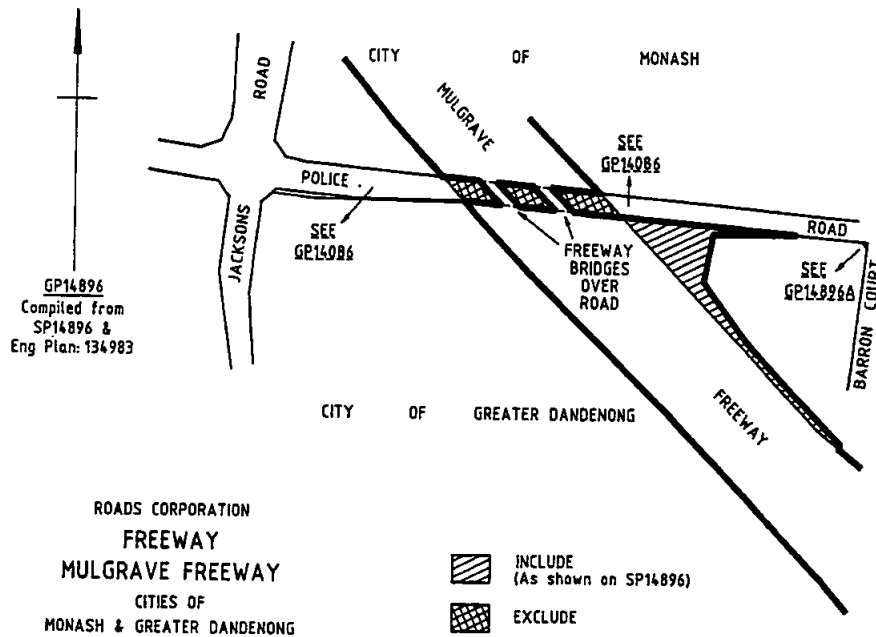 CITY OF MONASH
ROAD
MULGRAVE
SEE
GP14086
POLICE
ROAD
SEE
GP14086
FREEWAY
BRIDGES
OVER
ROAD
SEE
GP14896A
JACKSONS
BARRON COURT
GP14896
Compiled from
SP14896 &
Eng Plan: 134983
FREEWAY
CITY OF GREATER DANDENONG
ROADS CORPORATION
FREEWAY
MULGRAVE FREEWAY
CITIES OF
MONASH & GREATER DANDENONG
INCLUDE
(As shown on SP14896)
EXCLUDE